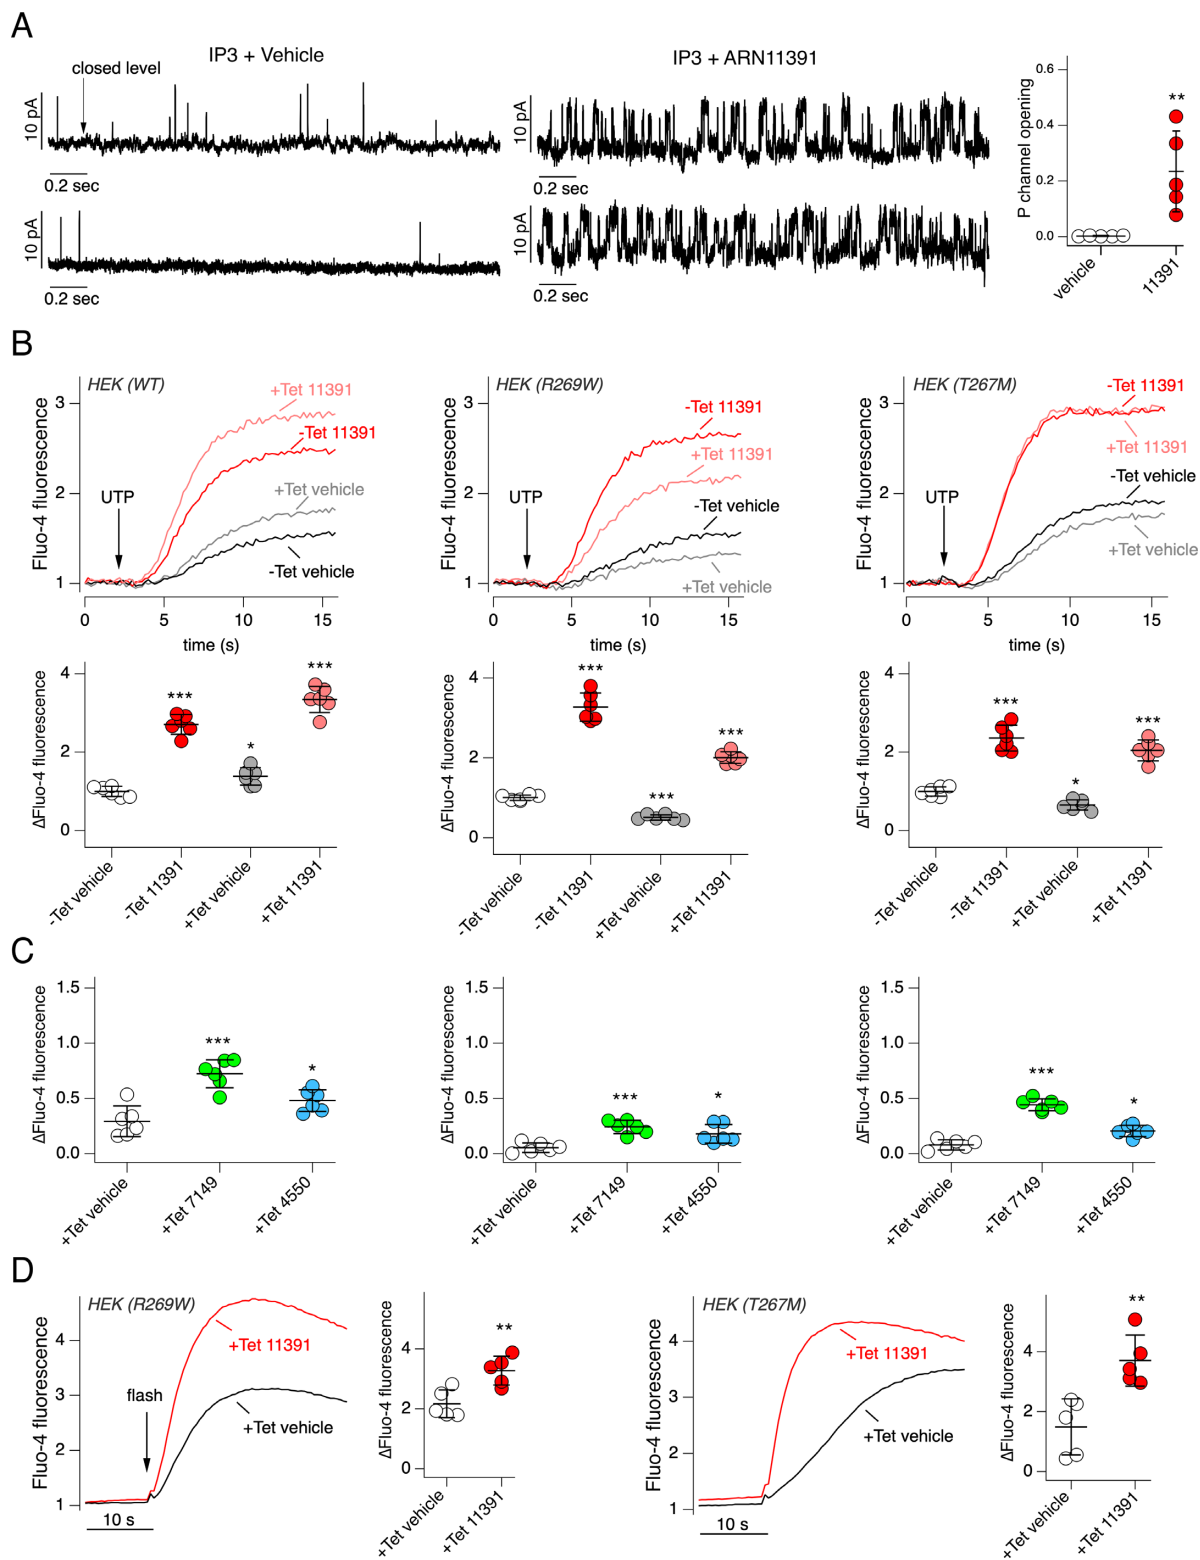 A
IP3 + Vehicle
closed level
10 pA
0.2 sec
10 pA
0.2 sec
IP3 + ARN11391
10 pA
0.2 sec
10 pA
0.2 sec
P channel opening
0.6
0.4
0.2
0.0
**
vehicle
11391
B
HEK (WT)
Fluo-4 fluorescence
3
2
1
+Tet 11391
-Tet 11391
+Tet vehicle
-Tet vehicle
UTP
0 5 10 15
time (s)
HEK (R269W)
Fluo-4 fluorescence
3
2
1
-Tet 11391
+Tet 11391
-Tet vehicle
+Tet vehicle
UTP
0 5 10 15
time (s)
HEK (T267M)
Fluo-4 fluorescence
3
2
1
-Tet 11391
+Tet 11391
-Tet vehicle
+Tet vehicle
UTP
0 5 10 15
time (s)
ΔFluo-4 fluorescence
4
2
0
***
*
***
-Tet vehicle
-Tet 11391
+Tet vehicle
+Tet 11391
ΔFluo-4 fluorescence
4
2
0
***
***
***
-Tet vehicle
-Tet 11391
+Tet vehicle
+Tet 11391
ΔFluo-4 fluorescence
4
2
0
***
*
***
-Tet vehicle
-Tet 11391
+Tet vehicle
+Tet 11391
C
ΔFluo-4 fluorescence
1.5
1.0
0.5
0.0
***
*
+Tet vehicle
+Tet 7149
+Tet 4550
ΔFluo-4 fluorescence
1.5
1.0
0.5
0.0
***
*
+Tet vehicle
+Tet 7149
+Tet 4550
ΔFluo-4 fluorescence
1.5
1.0
0.5
0.0
***
*
+Tet vehicle
+Tet 7149
+Tet 4550
D
HEK (R269W)
Fluo-4 fluorescence
4
3
2
1
+Tet 11391
flash
+Tet vehicle
10 s
ΔFluo-4 fluorescence
4
2
0
**
+Tet vehicle
+Tet 11391
HEK (T267M)
Fluo-4 fluorescence
4
3
2
1
+Tet 11391
+Tet vehicle
10 s
ΔFluo-4 fluorescence
4
2
0
**
+Tet vehicle
+Tet 11391